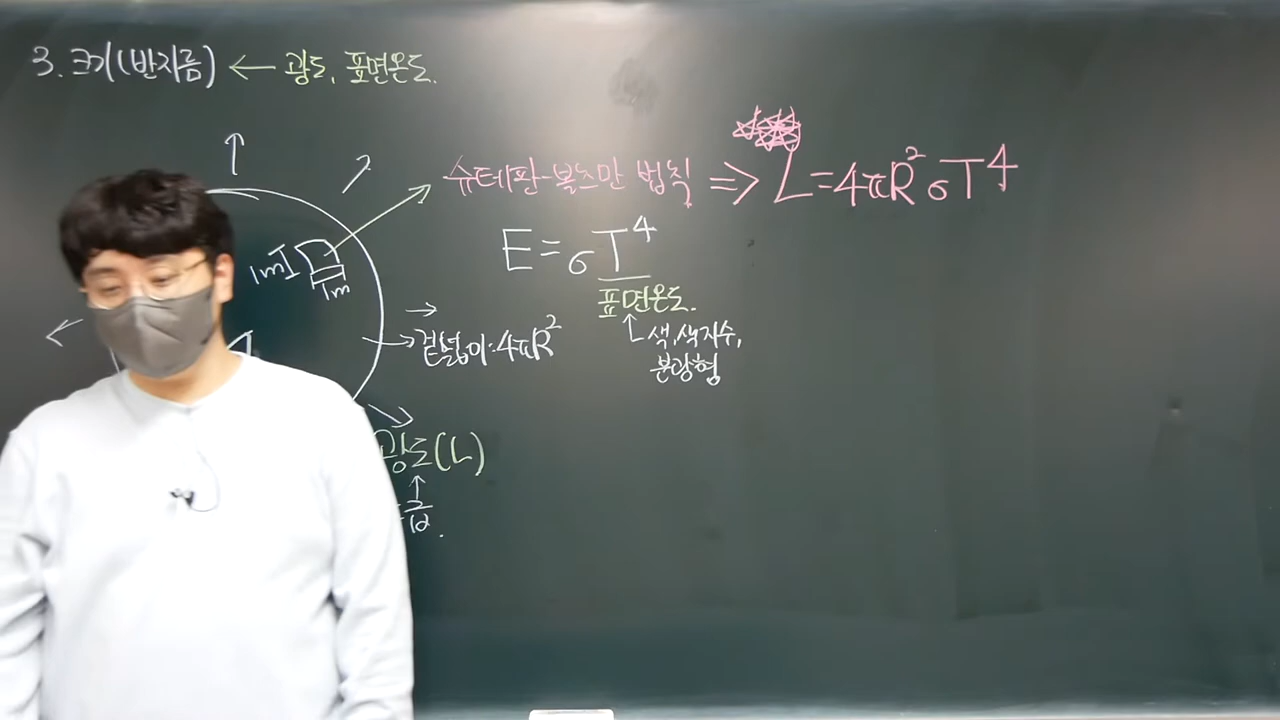 3. 크기(반지름) ← 광도, 표면온도.
슈테판-볼츠만 법칙 ⇒ L=4πR²σT⁴
E=σT⁴
표면온도.
색, 색지수,
분광형
1m
1m
겉넓이:4πR²
광도(L)